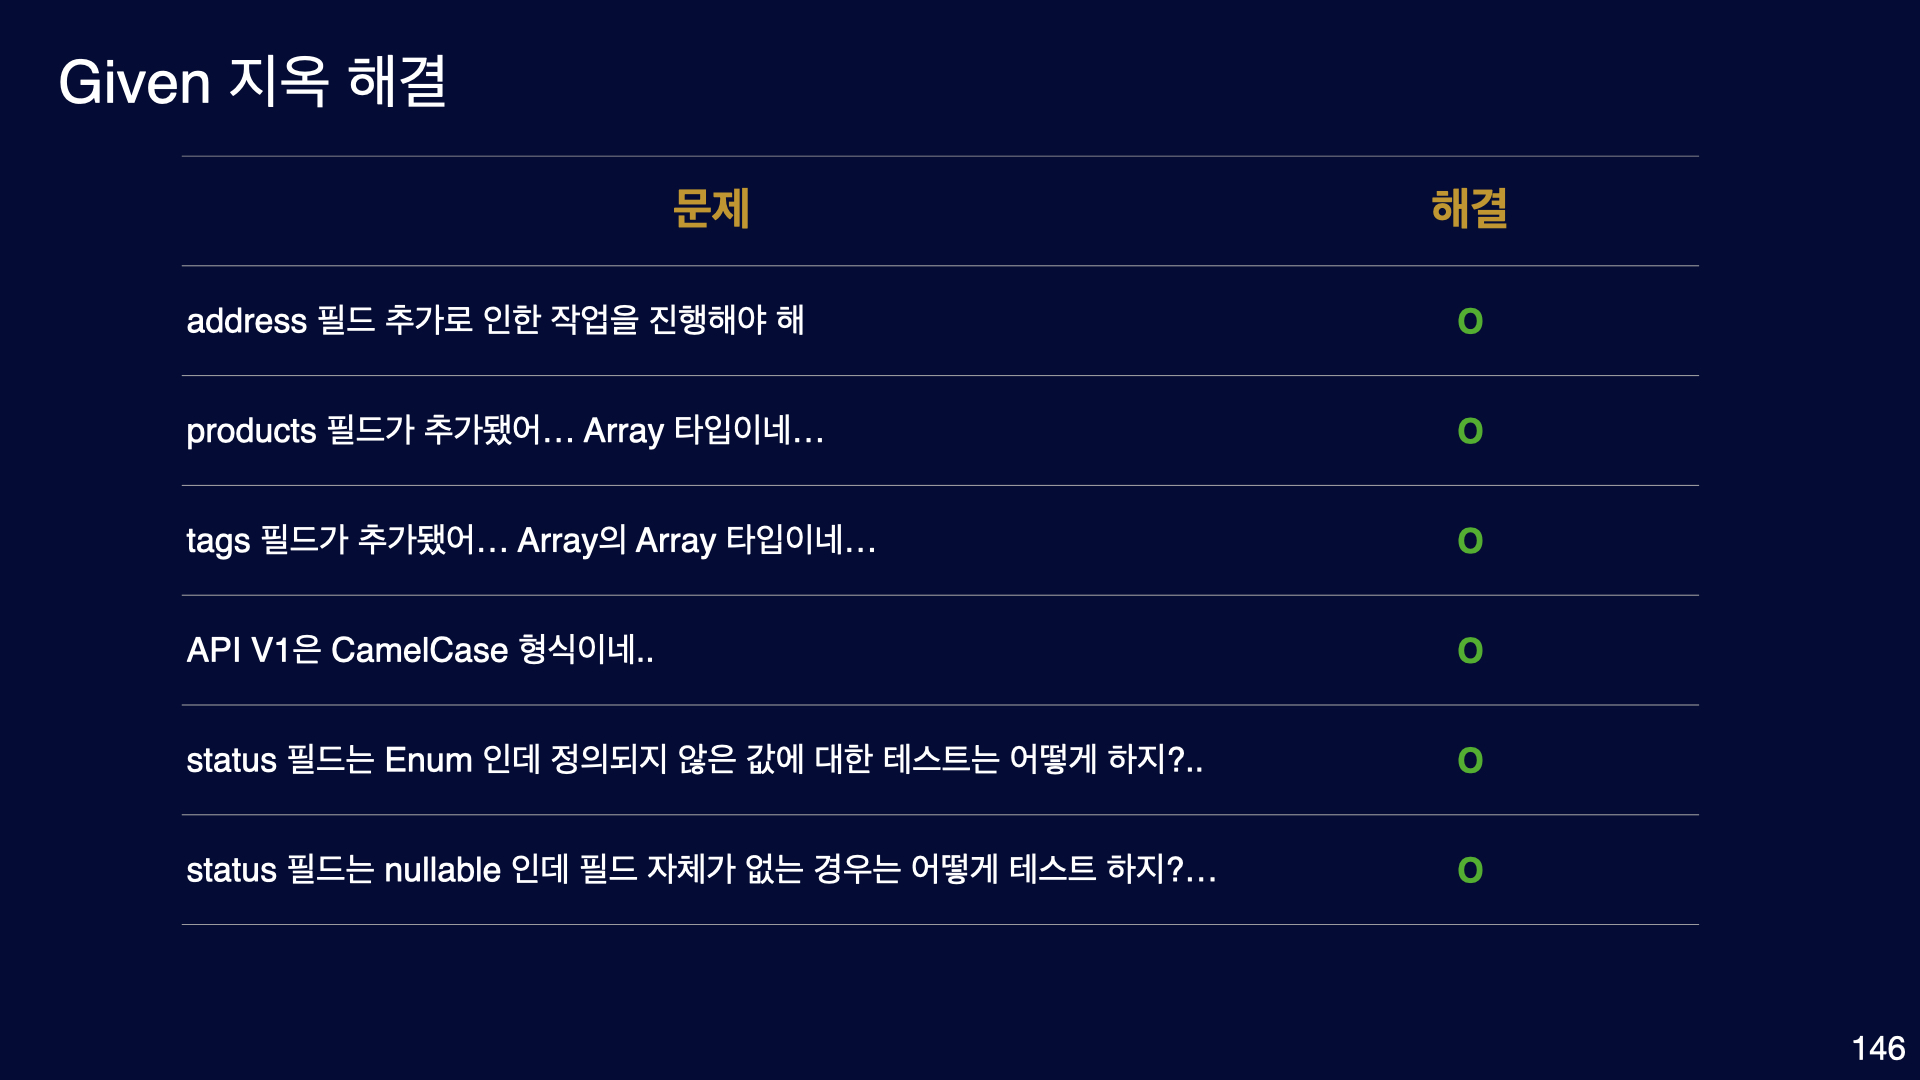 Given 지옥 해결
문제 해결
address 필드 추가로 인한 작업을 진행해야 해 O
products 필드가 추가됐어... Array 타입이네... O
tags 필드가 추가됐어... Array의 Array 타입이네... O
API V1은 CamelCase 형식이네.. O
status 필드는 Enum 인데 정의되지 않은 값에 대한 테스트는 어떻게 하지?.. O
status 필드는 nullable 인데 필드 자체가 없는 경우는 어떻게 테스트 하지?... O
146